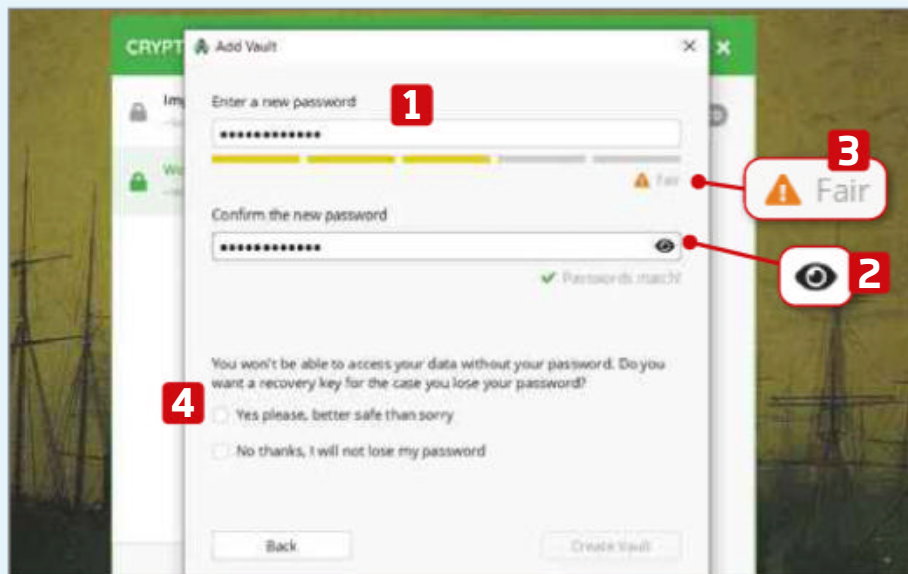 CRYPT
Add Vault
Enter a new password
1
Fair
3
Fair
Confirm the new password
2
Passwords match!
You won't be able to access your data without your password. Do you
want a recovery key for the case you lose your password?
4
Yes please, better safe than sorry
No thanks, I will not lose my password
Back
Create Vault